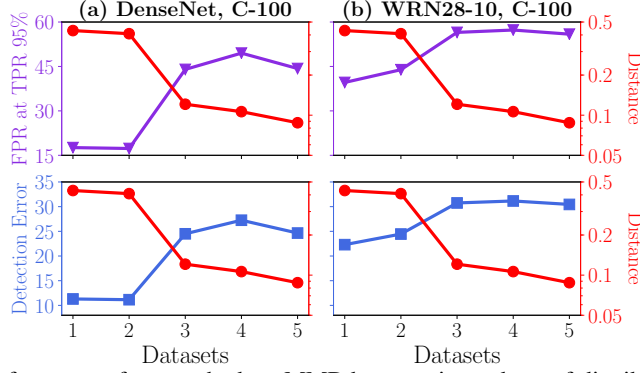 (a) DenseNet, C-100
(b) WRN28-10, C-100
FPR at TPR 95%
60
45
30
15
0.5
0.2
0.1
0.05
Distance
Detection Error
35
30
25
20
15
10
0.5
0.2
0.1
0.05
Distance
1 2 3 4 5
1 2 3 4 5
Datasets
Datasets